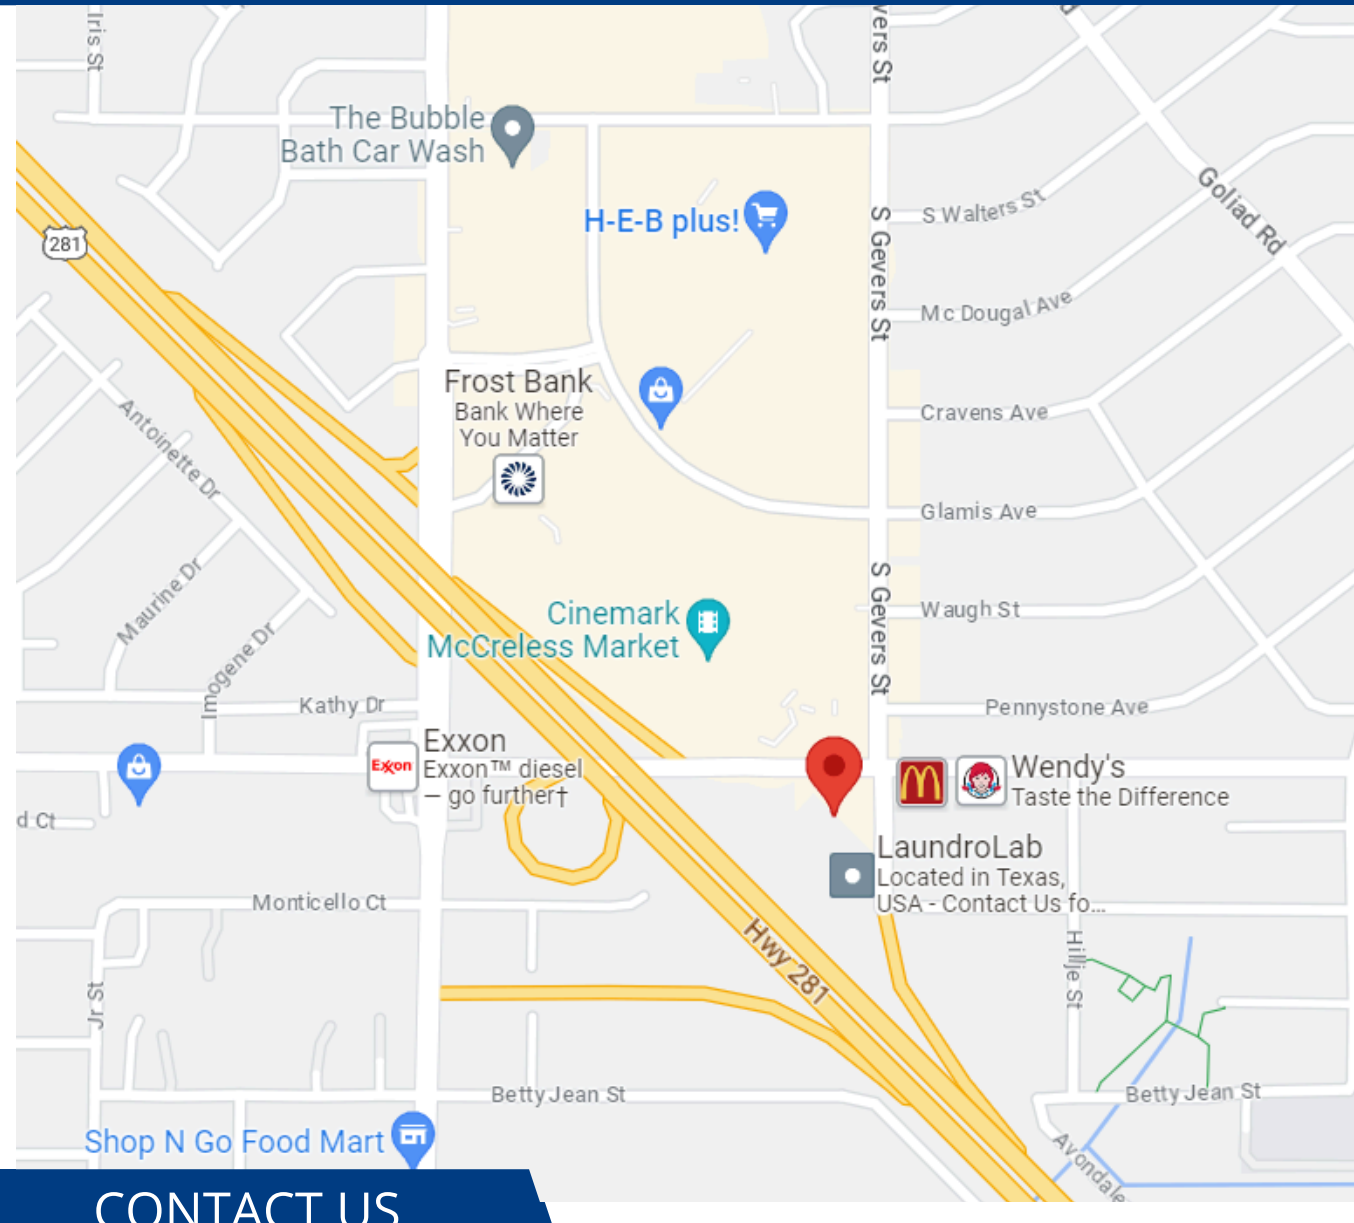 Iris St
vers St
d
The Bubble
Bath Car Wash
H-E-B plus!
S Gevers St
S Walters St
Goliad Rd
281
Mc Dougal Ave
Frost Bank
Bank Where
You Matter
Cravens Ave
Antoinette Dr
Glamis Ave
Maurine Dr
Imogene Dr
Cinemark
McCreless Market
S Gevers St
Waugh St
Kathy Dr
Pennystone Ave
Exxon
Exxon
Exxon™ diesel
– go further†
Wendy's
Taste the Difference
d Ct
LaundroLab
Located in Texas,
USA - Contact Us fo...
Monticello Ct
Hwy 281
Hillje St
Jr St
Betty Jean St
Betty Jean St
Shop N Go Food Mart
Avondale
CONTACT US